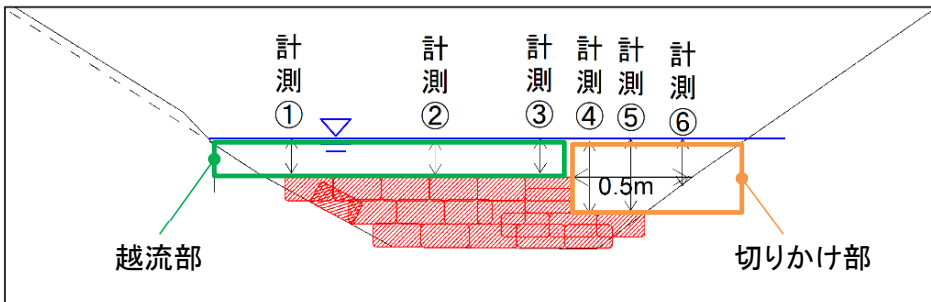 計測①
計測②
計測③
計測④
計測⑤
計測⑥
0.5m
越流部
切りかけ部